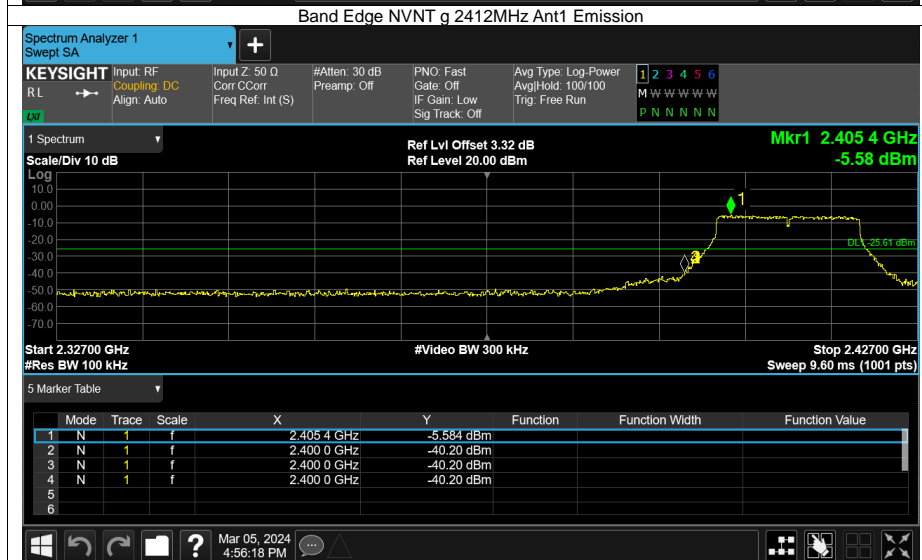 Band Edge NVNT g 2412MHz Ant1 Emission
Spectrum Analyzer 1
Swept SA
+
KEYSIGHT
R L
LXI
Input: RF
Coupling: DC
Align: Auto
Input Z: 50 Ω
Corr CCorr
Freq Ref: Int (S)
#Atten: 30 dB
Preamp: Off
PNO: Fast
Gate: Off
IF Gain: Low
Sig Track: Off
Avg Type: Log-Power
Avg|Hold: 100/100
Trig: Free Run
1 2 3 4 5 6
M W W W W W
P N N N N N
1 Spectrum
Scale/Div 10 dB
Ref Lvl Offset 3.32 dB
Ref Level 20.00 dBm
Mkr1 2.405 4 GHz
-5.58 dBm
Log
10.0
0.00
-10.0
-20.0
-30.0
-40.0
-50.0
-60.0
-70.0
1
DL1 -25.61 dBm
Start 2.32700 GHz
#Res BW 100 kHz
#Video BW 300 kHz
Stop 2.42700 GHz
Sweep 9.60 ms (1001 pts)
5 Marker Table
Mode Trace Scale X Y Function Function Width Function Value
1 N 1 f 2.405 4 GHz -5.584 dBm
2 N 1 f 2.400 0 GHz -40.20 dBm
3 N 1 f 2.400 0 GHz -40.20 dBm
4 N 1 f 2.400 0 GHz -40.20 dBm
5
6
?
Mar 05, 2024
4:56:18 PM